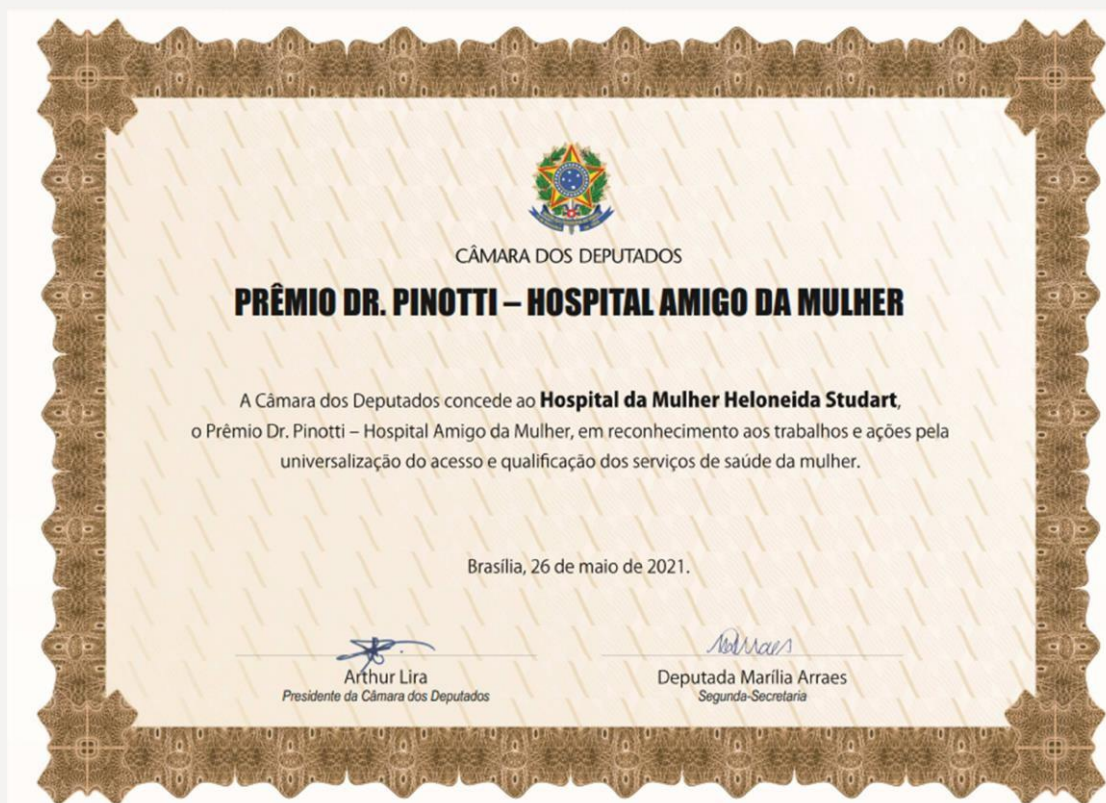 CÂMARA DOS DEPUTADOS
PRÊMIO DR. PINOTTI – HOSPITAL AMIGO DA MULHER
A Câmara dos Deputados concede ao Hospital da Mulher Heloneida Studart,
o Prêmio Dr. Pinotti – Hospital Amigo da Mulher, em reconhecimento aos trabalhos e ações pela
universalização do acesso e qualificação dos serviços de saúde da mulher.
Brasília, 26 de maio de 2021.
Arthur Lira
Presidente da Câmara dos Deputados
Deputada Marília Arraes
Segunda-Secretaria